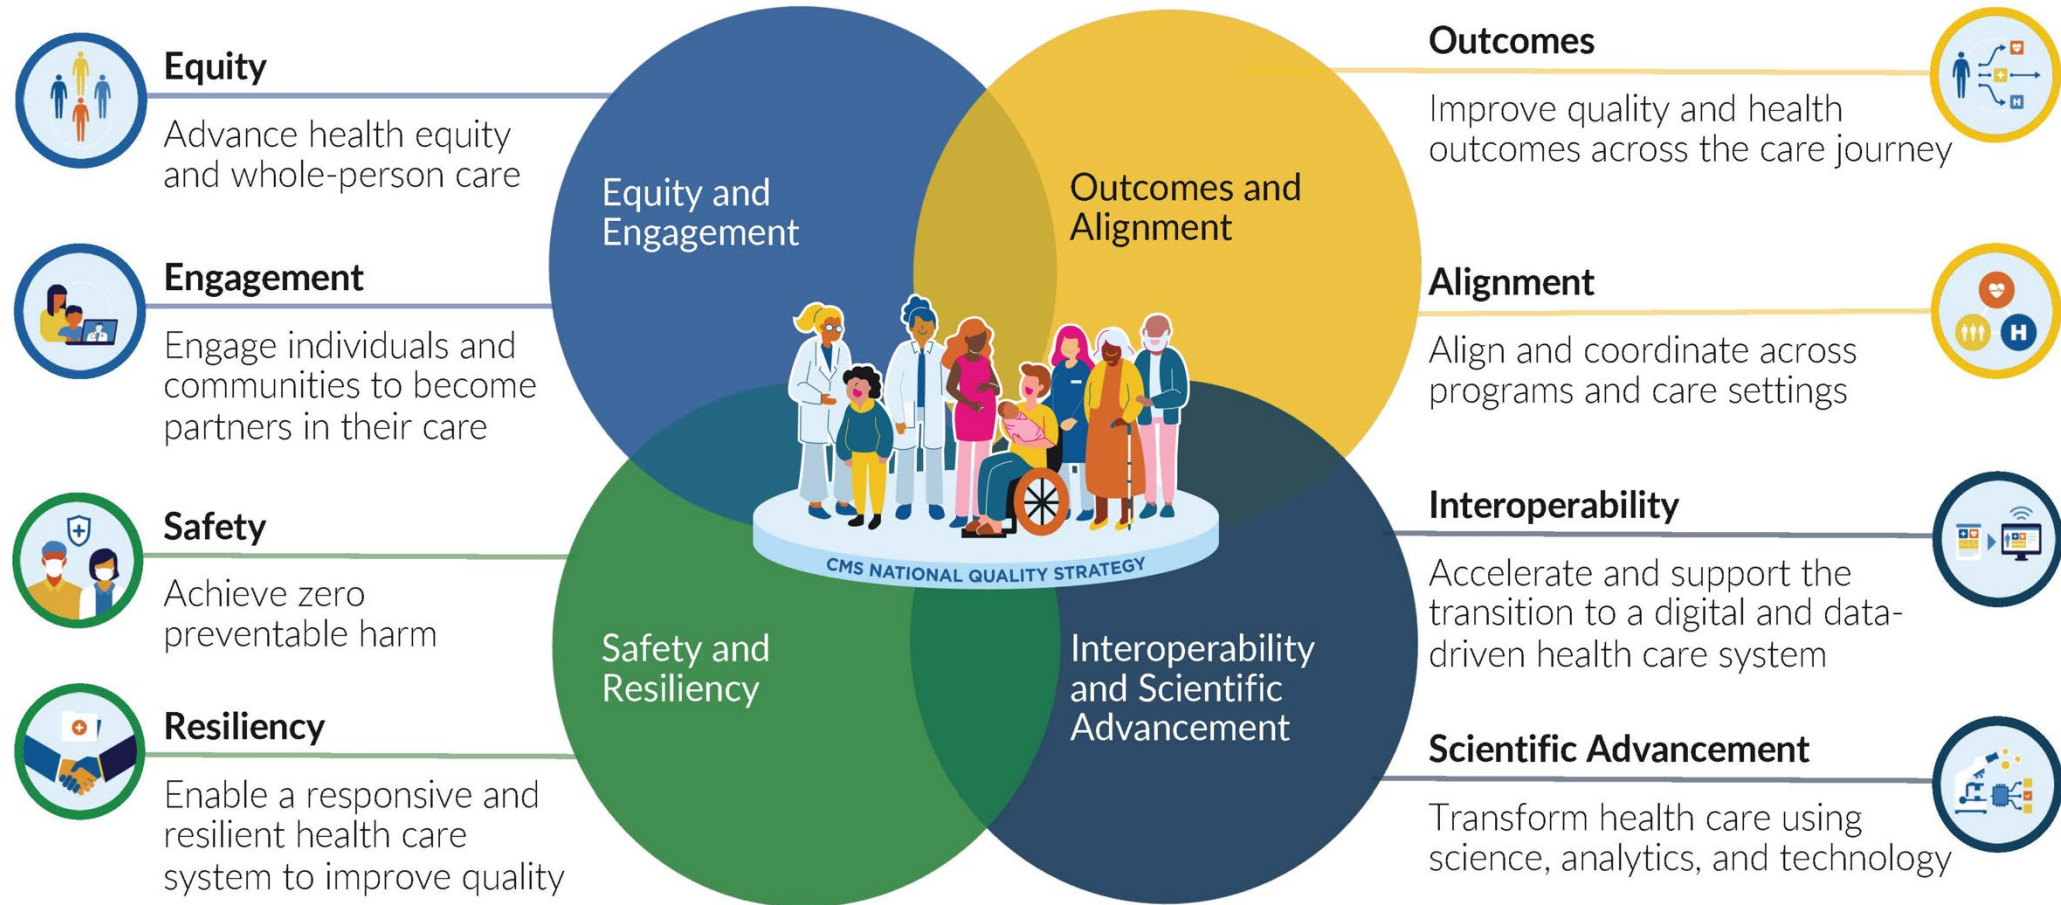 Equity
Advance health equity
and whole-person care
Engagement
Engage individuals and
communities to become
partners in their care
Safety
Achieve zero
preventable harm
Resiliency
Enable a responsive and
resilient health care
system to improve quality
Equity and
Engagement
Outcomes and
Alignment
CMS NATIONAL QUALITY STRATEGY
Safety and
Resiliency
Interoperability
and Scientific
Advancement
Outcomes
Improve quality and health
outcomes across the care journey
H
Alignment
Align and coordinate across
programs and care settings
H
Interoperability
Accelerate and support the
transition to a digital and data-
driven health care system
Scientific Advancement
Transform health care using
science, analytics, and technology